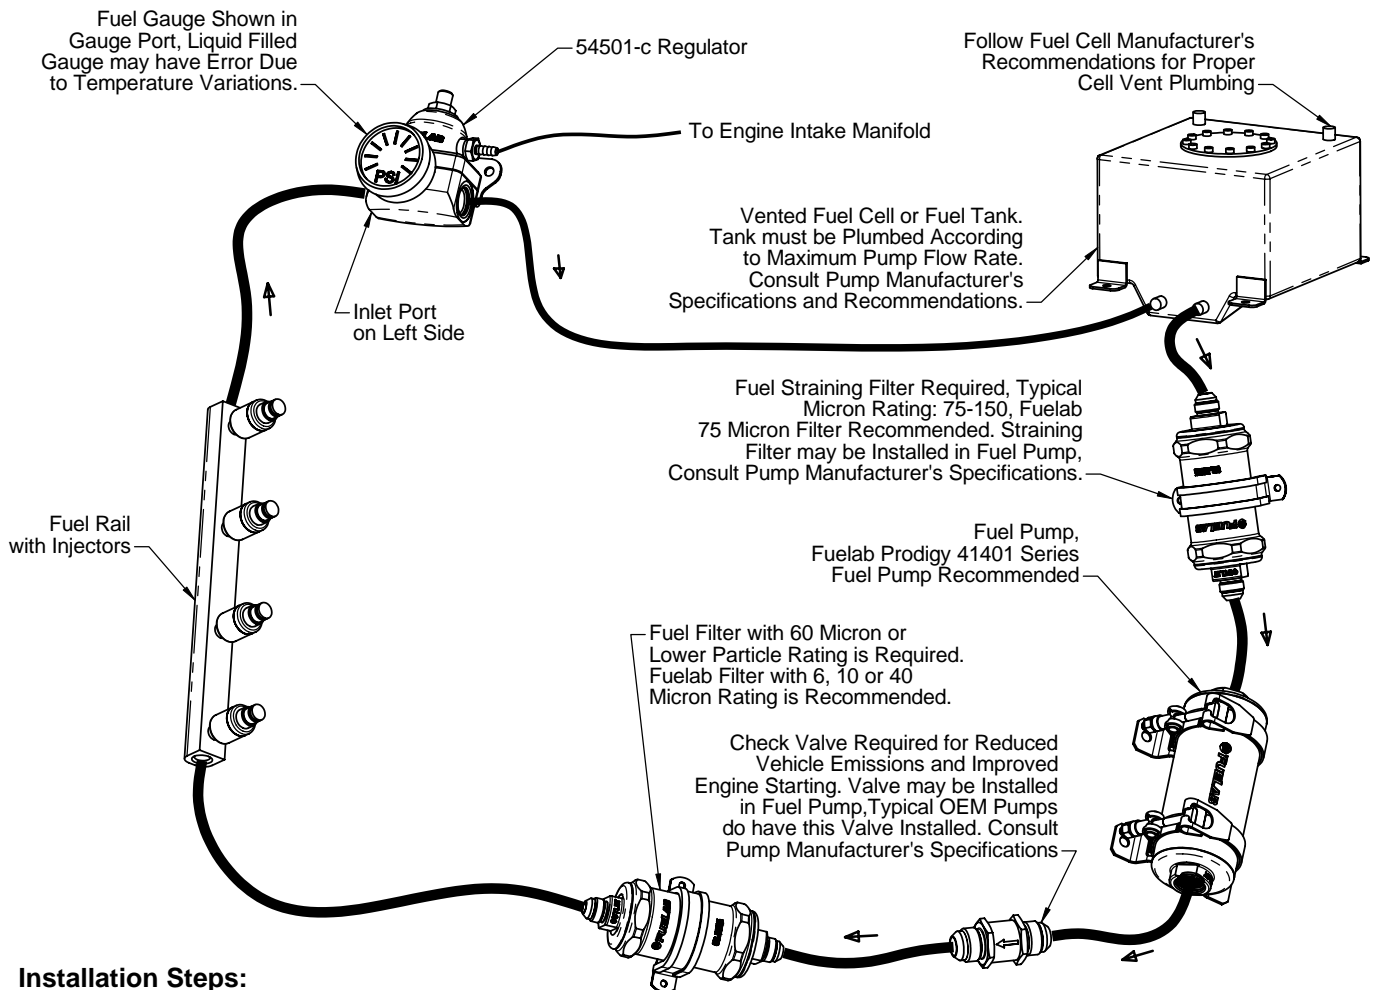 Fuel Gauge Shown in
Gauge Port, Liquid Filled
Gauge may have Error Due
to Temperature Variations.
54501-c Regulator
Follow Fuel Cell Manufacturer's
Recommendations for Proper
Cell Vent Plumbing
To Engine Intake Manifold
PSI
Vented Fuel Cell or Fuel Tank.
Tank must be Plumbed According
to Maximum Pump Flow Rate.
Consult Pump Manufacturer's
Specifications and Recommendations.
Inlet Port
on Left Side
Fuel Straining Filter Required, Typical
Micron Rating: 75-150, Fuelab
75 Micron Filter Recommended. Straining
Filter may be Installed in Fuel Pump,
Consult Pump Manufacturer's Specifications.
FUELAB
Fuel Rail
with Injectors
Fuel Pump,
Fuelab Prodigy 41401 Series
Fuel Pump Recommended
FUELAB
Fuel Filter with 60 Micron or
Lower Particle Rating is Required.
Fuelab Filter with 6, 10 or 40
Micron Rating is Recommended.
Check Valve Required for Reduced
Vehicle Emissions and Improved
Engine Starting. Valve may be Installed
in Fuel Pump,Typical OEM Pumps
do have this Valve Installed. Consult
Pump Manufacturer's Specifications
FUELAB
Installation Steps: